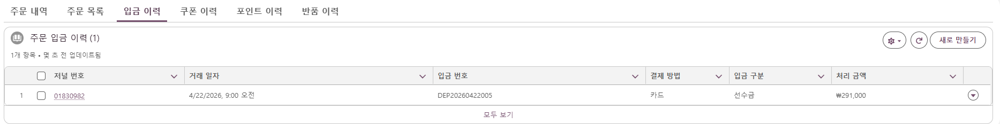 주문 내역 주문 목록 입금 이력 쿠폰 이력 포인트 이력 반품 이력
주문 입금 이력 (1)
새로 만들기
1개 항목 • 몇 초 전 업데이트됨
저널 번호 거래 일자 입금 번호 결제 방법 입금 구분 처리 금액
1 01830982 4/22/2026, 9:00 오전 DEP20260422005 카드 선수금 ₩291,000
모두 보기